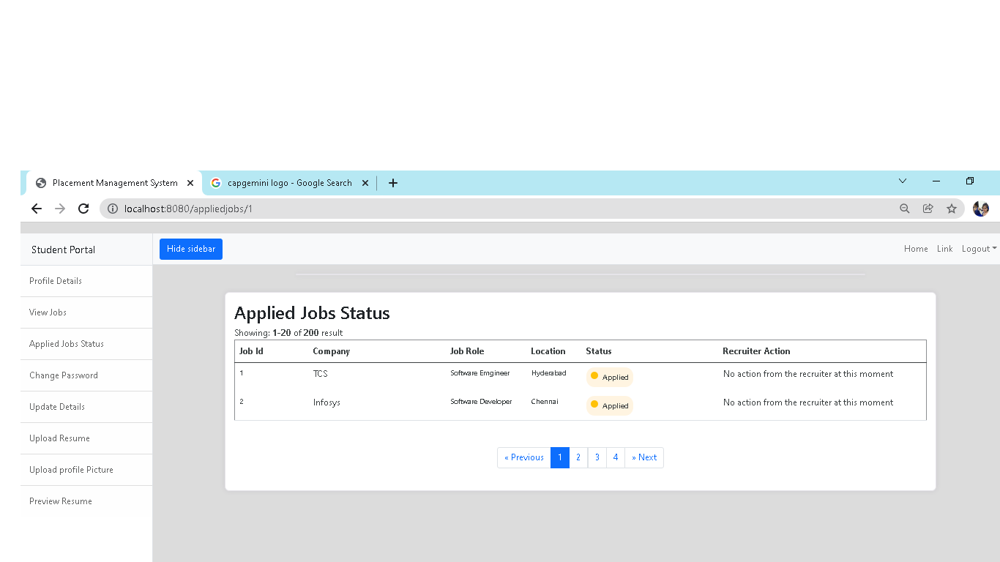 Placement Management System
capgemini logo - Google Search
localhost:8080/appliedjobs/1
Student Portal
Hide sidebar
Home Link Logout
Profile Details
View Jobs
Applied Jobs Status
Change Password
Update Details
Upload Resume
Upload profile Picture
Preview Resume
Applied Jobs Status
Showing: 1-20 of 200 result
Job Id Company Job Role Location Status Recruiter Action
1 TCS Software Emgineer Hyderabad Applied No action from the recruiter at this moment
2 Infosys Software Developer Chennai Applied No action from the recruiter at this moment
« Previous 1 2 3 4 » Next